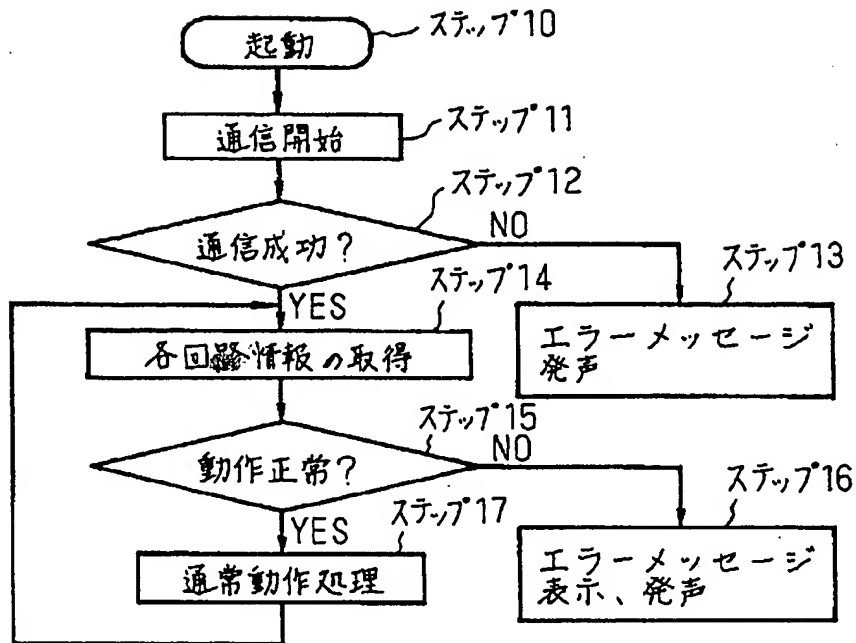 起動
ステップ10
通信開始
ステップ11
ステップ12
通信成功?
NO
ステップ13
エラーメッセージ
発声
YES
ステップ14
各回路情報の取得
ステップ15
動作正常?
NO
ステップ16
エラーメッセージ
表示、発声
YES
ステップ17
通常動作処理